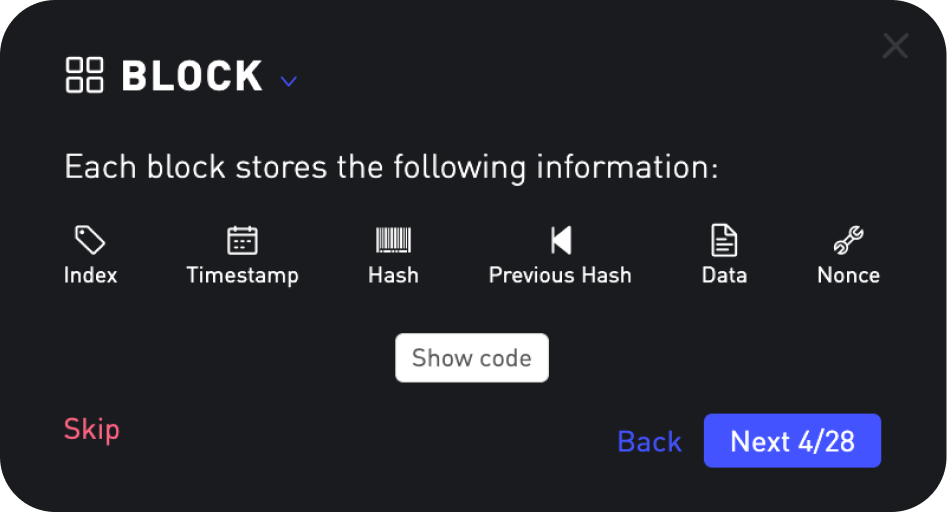 BLOCK
Each block stores the following information:
Index Timestamp Hash Previous Hash Data Nonce
Show code
Skip
Back Next 4/28